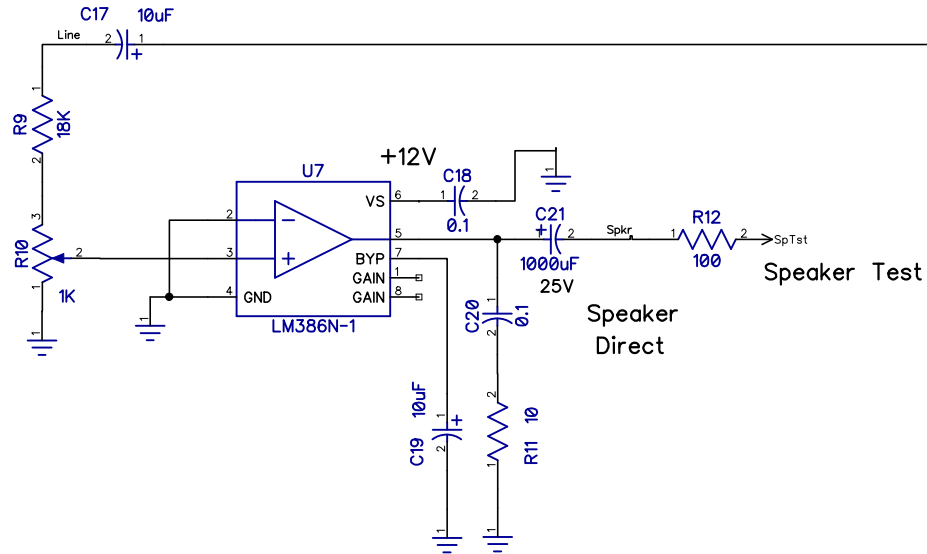 C17 10uF
Line 2 1
+
1
R9 18K
2
3
R10
2
1
1K
1
U7
+12V
VS 6
C18
1 2
0.1
1
2
3
4 GND
5
BYP 7
GAIN 1
GAIN 8
LM386N-1
1
C21
+ 2
1000uF
25V
Spkr
R12
1 2
100
SpTst
Speaker Test
Speaker
Direct
1
C20 0.1
2
10uF
1 +
C19
2
1
2
R11 10
1
1